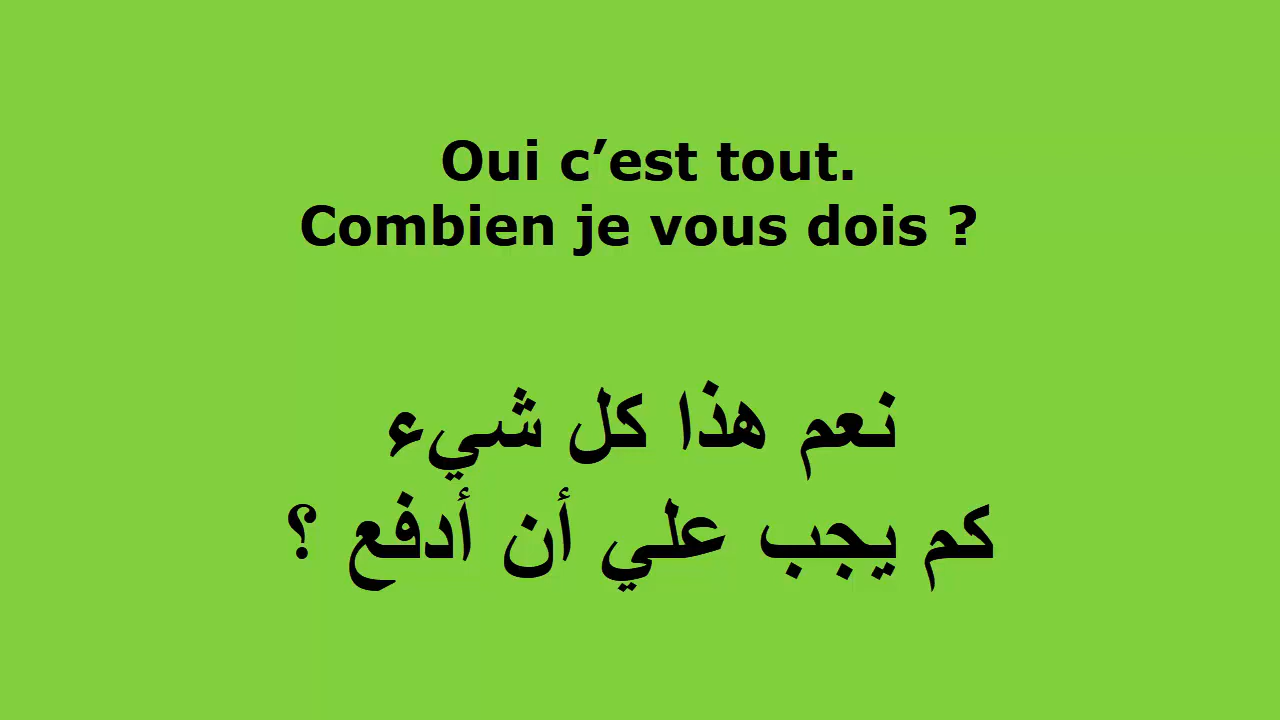 Oui c’est tout.
Combien je vous dois ?
نعم هذا كل شيء
كم يجب علي أن أدفع ؟